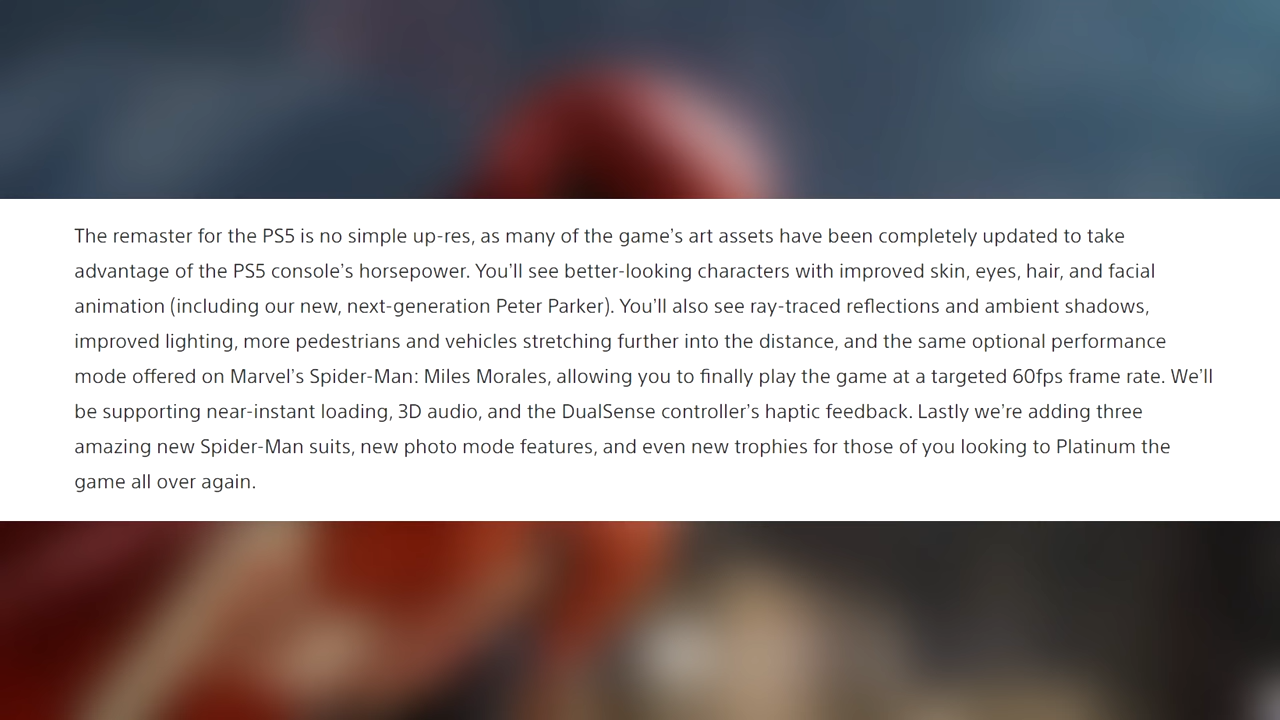 The remaster for the PS5 is no simple up-res, as many of the game’s art assets have been completely updated to take
advantage of the PS5 console’s horsepower. You’ll see better-looking characters with improved skin, eyes, hair, and facial
animation (including our new, next-generation Peter Parker). You’ll also see ray-traced reflections and ambient shadows,
improved lighting, more pedestrians and vehicles stretching further into the distance, and the same optional performance
mode offered on Marvel’s Spider-Man: Miles Morales, allowing you to finally play the game at a targeted 60fps frame rate. We’ll
be supporting near-instant loading, 3D audio, and the DualSense controller’s haptic feedback. Lastly we’re adding three
amazing new Spider-Man suits, new photo mode features, and even new trophies for those of you looking to Platinum the
game all over again.